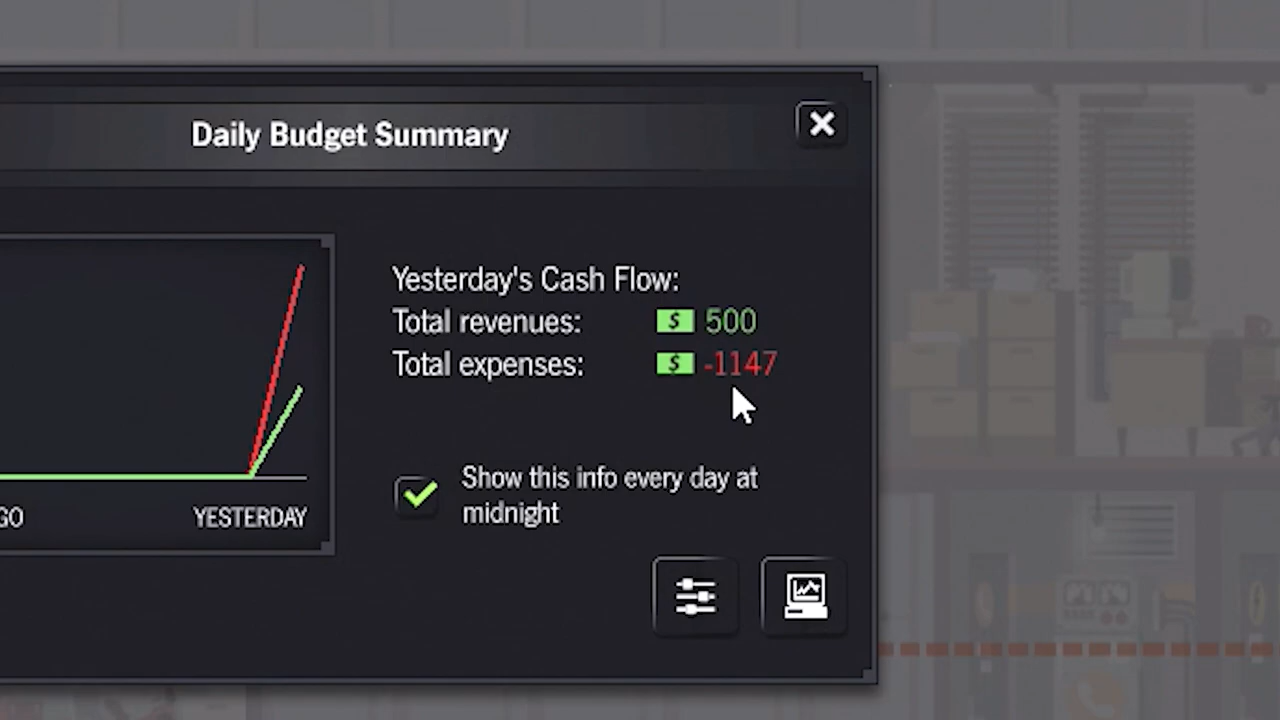 Daily Budget Summary
Yesterday's Cash Flow:
Total revenues: $ 500
Total expenses: $ -1147
Show this info every day at
midnight
GO YESTERDAY